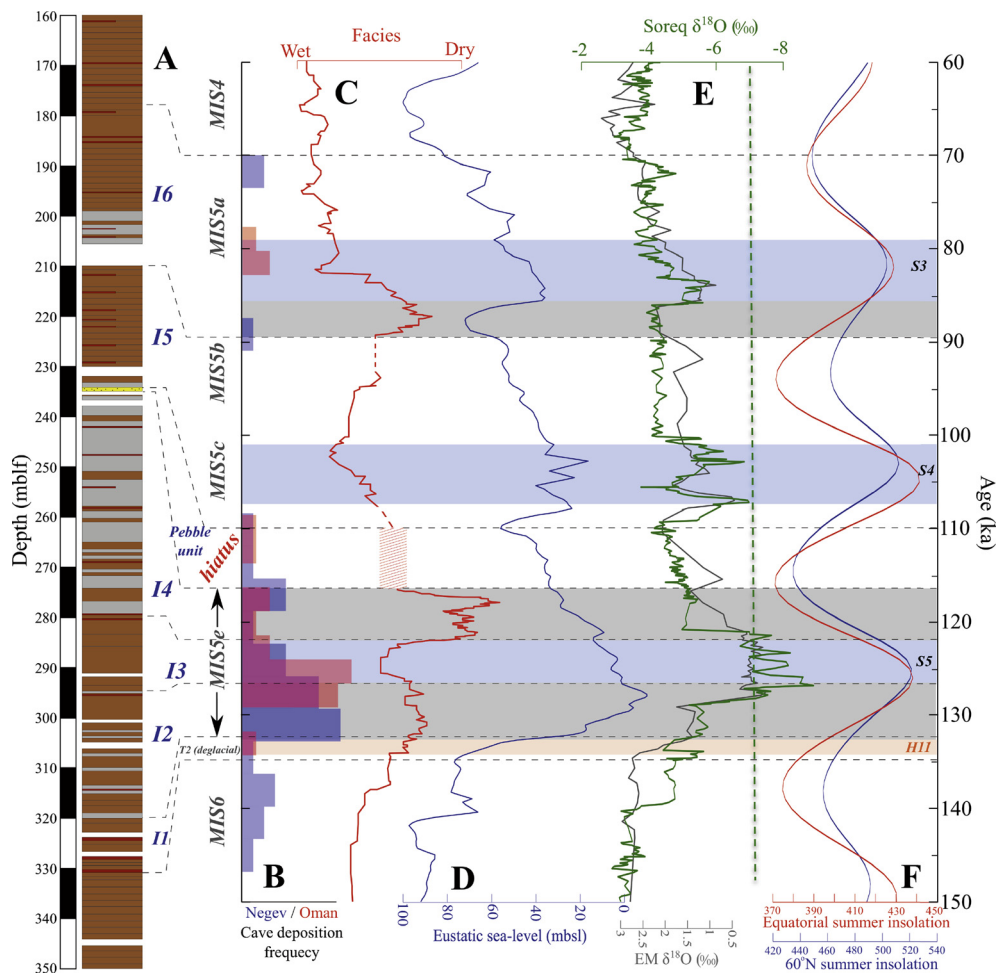 A
B
C
D
E
F
Depth (mblf)
160
170
180
190
200
210
220
230
240
250
260
270
280
290
300
310
320
330
340
350
I6
I5
Pebble
unit
hiatus
I4
I3
I2
I1
MIS4
MIS5a
MIS5b
MIS5c
MIS5e
T2 (deglacial)
MIS6
Facies
Wet
Dry
Soreq δ18O (‰)
-2
-4
-6
-8
Age (ka)
60
70
80
90
100
110
120
130
140
150
S3
S4
S5
H11
Negev / Oman
Cave deposition
frequecy
100
80
60
40
20
0
Eustatic sea-level (mbsl)
3
2.5
2
1.5
1
0.5
EM δ18O (‰)
370
390
410
430
450
Equatorial summer insolation
420
440
460
480
500
520
540
60°N summer insolation